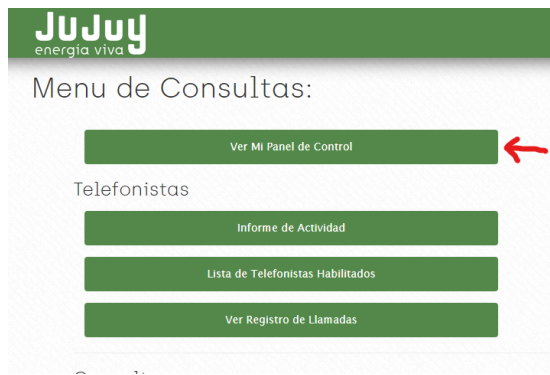 JUJUY
energía viva
Menu de Consultas:
Ver Mi Panel de Control
Telefonistas
Informe de Actividad
Lista de Telefonistas Habilitados
Ver Registro de Llamadas